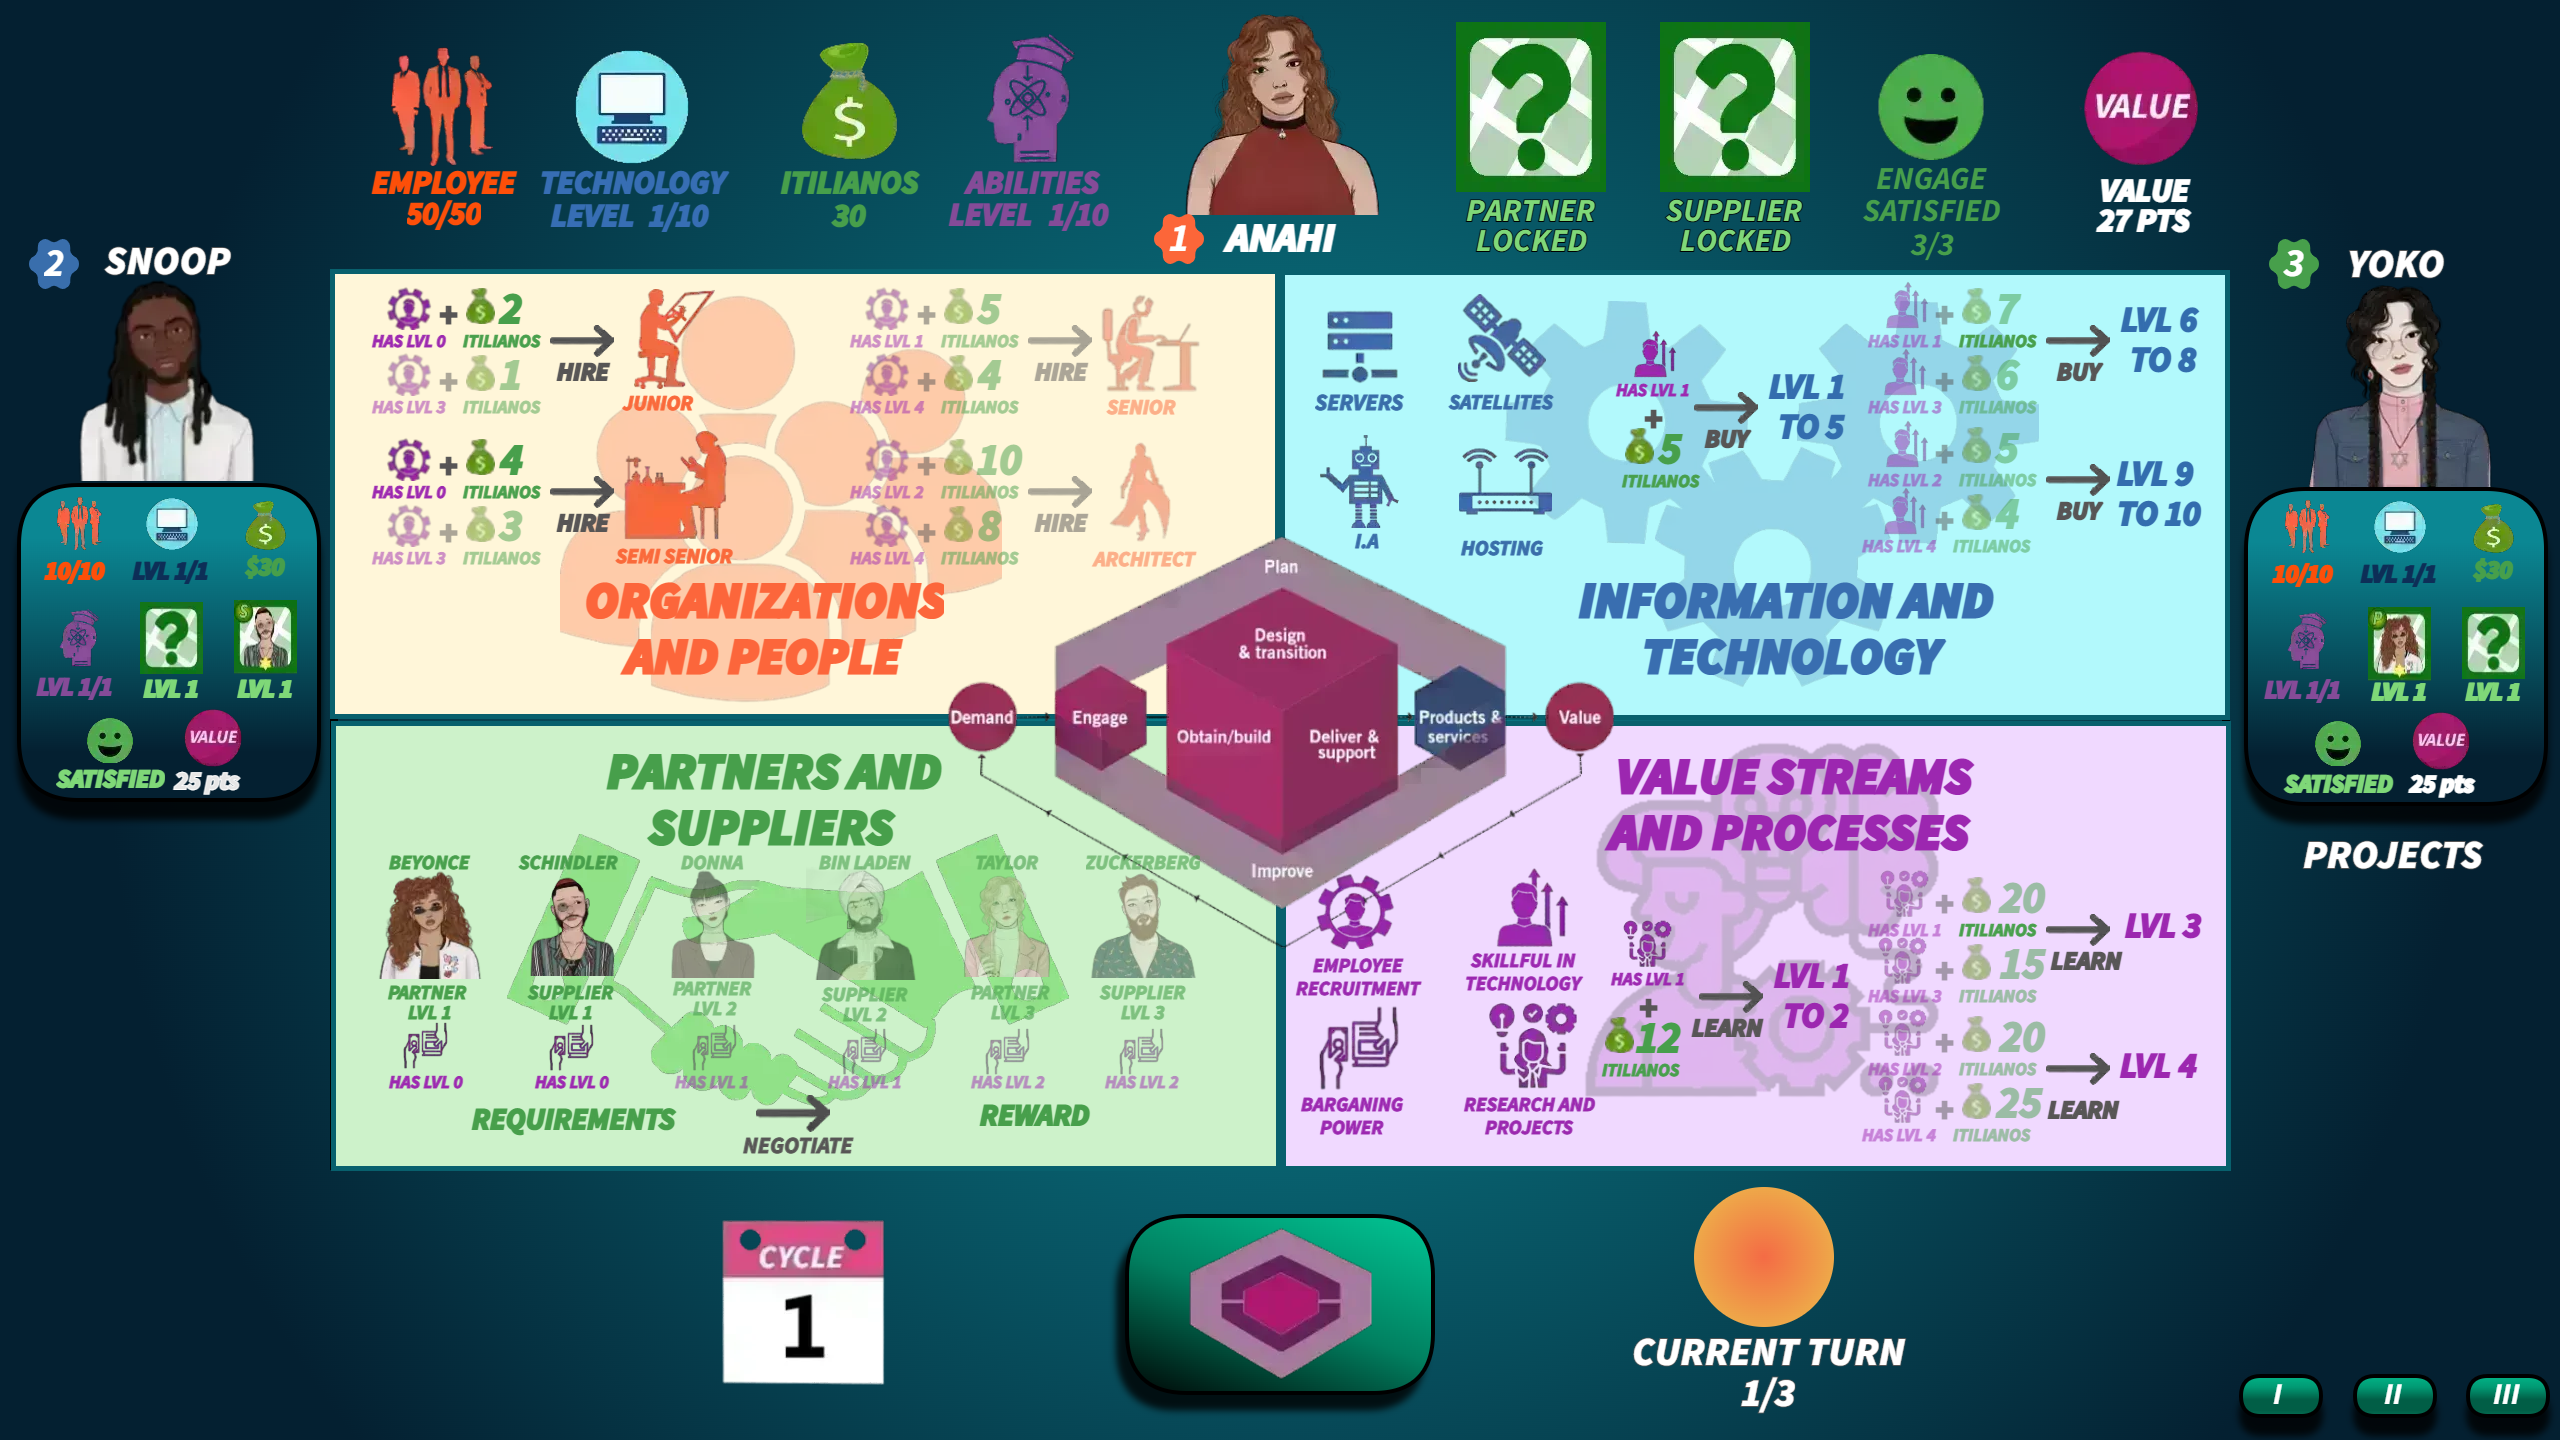 EMPLOYEE
50/50
TECHNOLOGY
LEVEL 1/10
$
ITILIANOS
30
ABILITIES
LEVEL 1/10
1 ANAHI
?
PARTNER
LOCKED
?
SUPPLIER
LOCKED
ENGAGE
SATISFIED
3/3
VALUE
VALUE
27 PTS
2 SNOOP
10/10
LVL 1/1
$30
LVL 1/1
LVL 1
LVL 1
SATISFIED
VALUE
25 pts
3 YOKO
10/10
LVL 1/1
$30
LVL 1/1
LVL 1
LVL 1
SATISFIED
VALUE
25 pts
PROJECTS
+ 2
HAS LVL 0 ITILIANOS
+ 1
HAS LVL 3 ITILIANOS
HIRE
JUNIOR
+ 5
HAS LVL 1 ITILIANOS
+ 4
HAS LVL 4 ITILIANOS
HIRE
SENIOR
+ 4
HAS LVL 0 ITILIANOS
+ 3
HAS LVL 3 ITILIANOS
HIRE
SEMI SENIOR
+ 10
HAS LVL 2 ITILIANOS
+ 8
HAS LVL 4 ITILIANOS
HIRE
ARCHITECT
ORGANIZATIONS
AND PEOPLE
SERVERS
SATELLITES
I.A
HOSTING
HAS LVL 1
+
5
ITILIANOS
BUY
LVL 1
TO 5
+ 7
HAS LVL 1 ITILIANOS
+ 6
HAS LVL 3 ITILIANOS
BUY
LVL 6
TO 8
+ 5
HAS LVL 2 ITILIANOS
+ 4
HAS LVL 4 ITILIANOS
BUY
LVL 9
TO 10
INFORMATION AND
TECHNOLOGY
Plan
Design
& transition
Demand
Engage
Obtain/build
Deliver &
support
Products &
services
Value
Improve
PARTNERS AND
SUPPLIERS
BEYONCE
PARTNER
LVL 1
HAS LVL 0
SCHINDLER
SUPPLIER
LVL 1
HAS LVL 0
DONNA
PARTNER
LVL 2
HAS LVL 1
BIN LADEN
SUPPLIER
LVL 2
HAS LVL 1
TAYLOR
PARTNER
LVL 3
HAS LVL 2
ZUCKERBERG
SUPPLIER
LVL 3
HAS LVL 2
REQUIREMENTS
NEGOTIATE
REWARD
VALUE STREAMS
AND PROCESSES
EMPLOYEE
RECRUITMENT
SKILLFUL IN
TECHNOLOGY
BARGANING
POWER
RESEARCH AND
PROJECTS
HAS LVL 1
+
12
ITILIANOS
LEARN
LVL 1
TO 2
+ 20
HAS LVL 1 ITILIANOS
+ 15
HAS LVL 3 ITILIANOS
LEARN
LVL 3
+ 20
HAS LVL 2 ITILIANOS
+ 25
HAS LVL 4 ITILIANOS
LEARN
LVL 4
CYCLE
1
CURRENT TURN
1/3
I
II
III